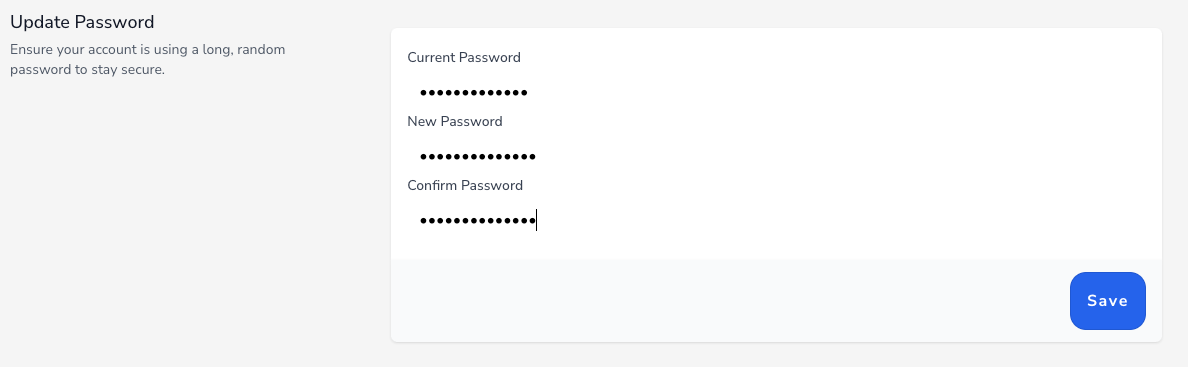 Update Password
Ensure your account is using a long, random
password to stay secure.
Current Password
•••••••••••••
New Password
••••••••••••••
Confirm Password
••••••••••••••
Save